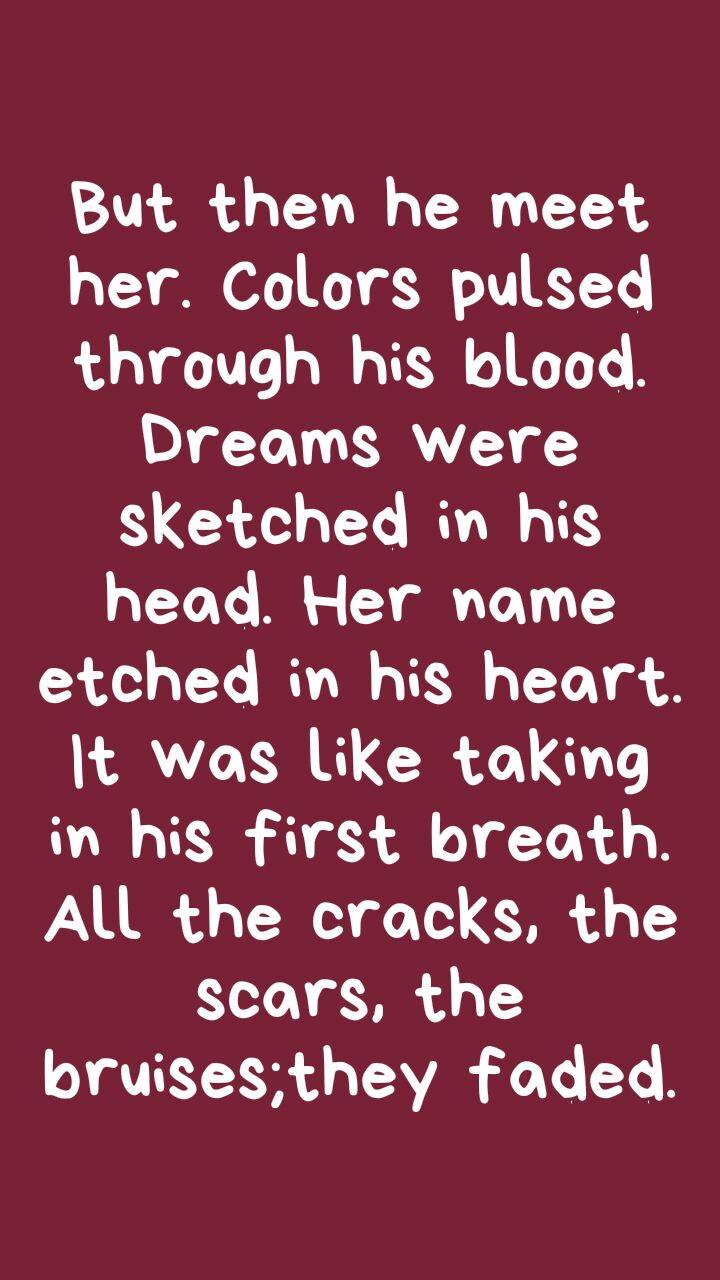 But then he meet
her. Colors pulsed
through his blood.
Dreams were
sketched in his
head. Her name
etched in his heart.
It was like taking
in his first breath.
All the cracks, the
scars, the
bruises;they faded.